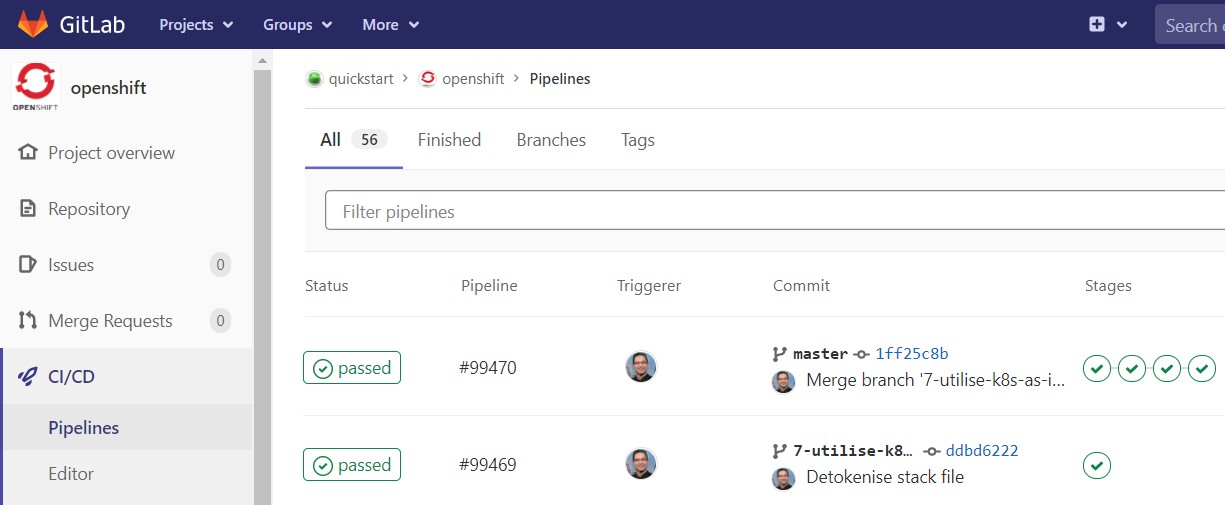 GitLab Projects Groups More Search
openshift
OPENSHIFT
Project overview
Repository
Issues 0
Merge Requests 0
CI/CD
Pipelines
Editor
quickstart > openshift > Pipelines
All 56 Finished Branches Tags
Filter pipelines
Status Pipeline Triggerer Commit Stages
passed #99470 master 1ff25c8b
Merge branch '7-utilise-k8s-as-i...
passed #99469 7-utilise-k8... ddbd6222
Detokenise stack file